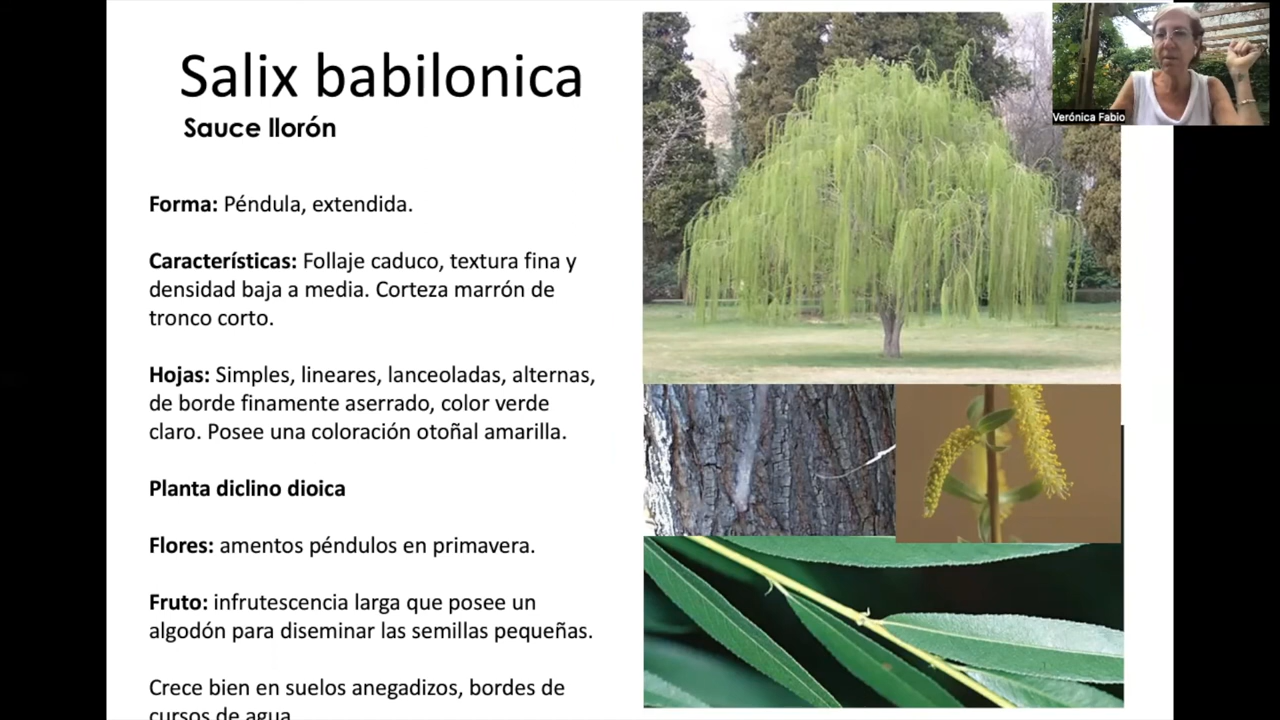 Salix babilonica
Sauce llorón
Forma: Péndula, extendida.
Características: Follaje caduco, textura fina y
densidad baja a media. Corteza marrón de
tronco corto.
Hojas: Simples, lineares, lanceoladas, alternas,
de borde finamente aserrado, color verde
claro. Posee una coloración otoñal amarilla.
Planta diclino dioica
Flores: amentos péndulos en primavera.
Fruto: infrutescencia larga que posee un
algodón para diseminar las semillas pequeñas.
Crece bien en suelos anegadizos, bordes de
cursos de agua
Verónica Fabio